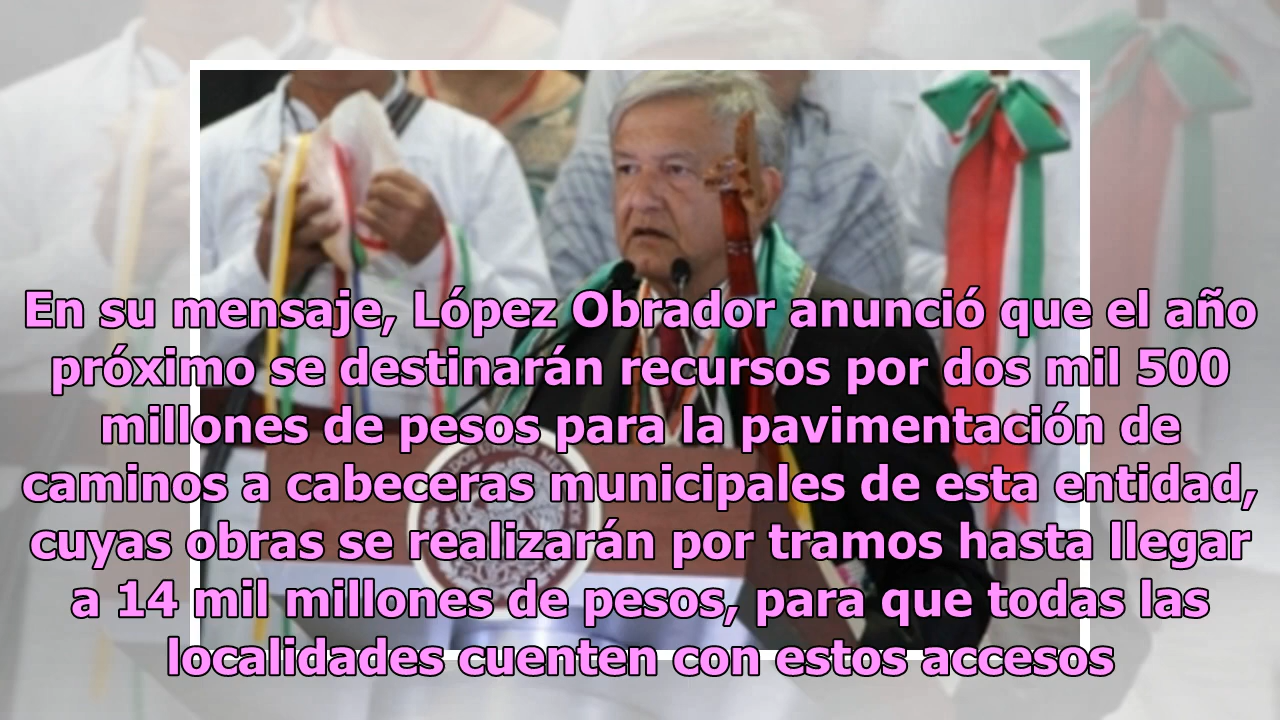 En su mensaje, López Obrador anunció que el año
próximo se destinarán recursos por dos mil 500
millones de pesos para la pavimentación de
caminos a cabeceras municipales de esta entidad,
cuyas obras se realizarán por tramos hasta llegar
a 14 mil millones de pesos, para que todas las
localidades cuenten con estos accesos